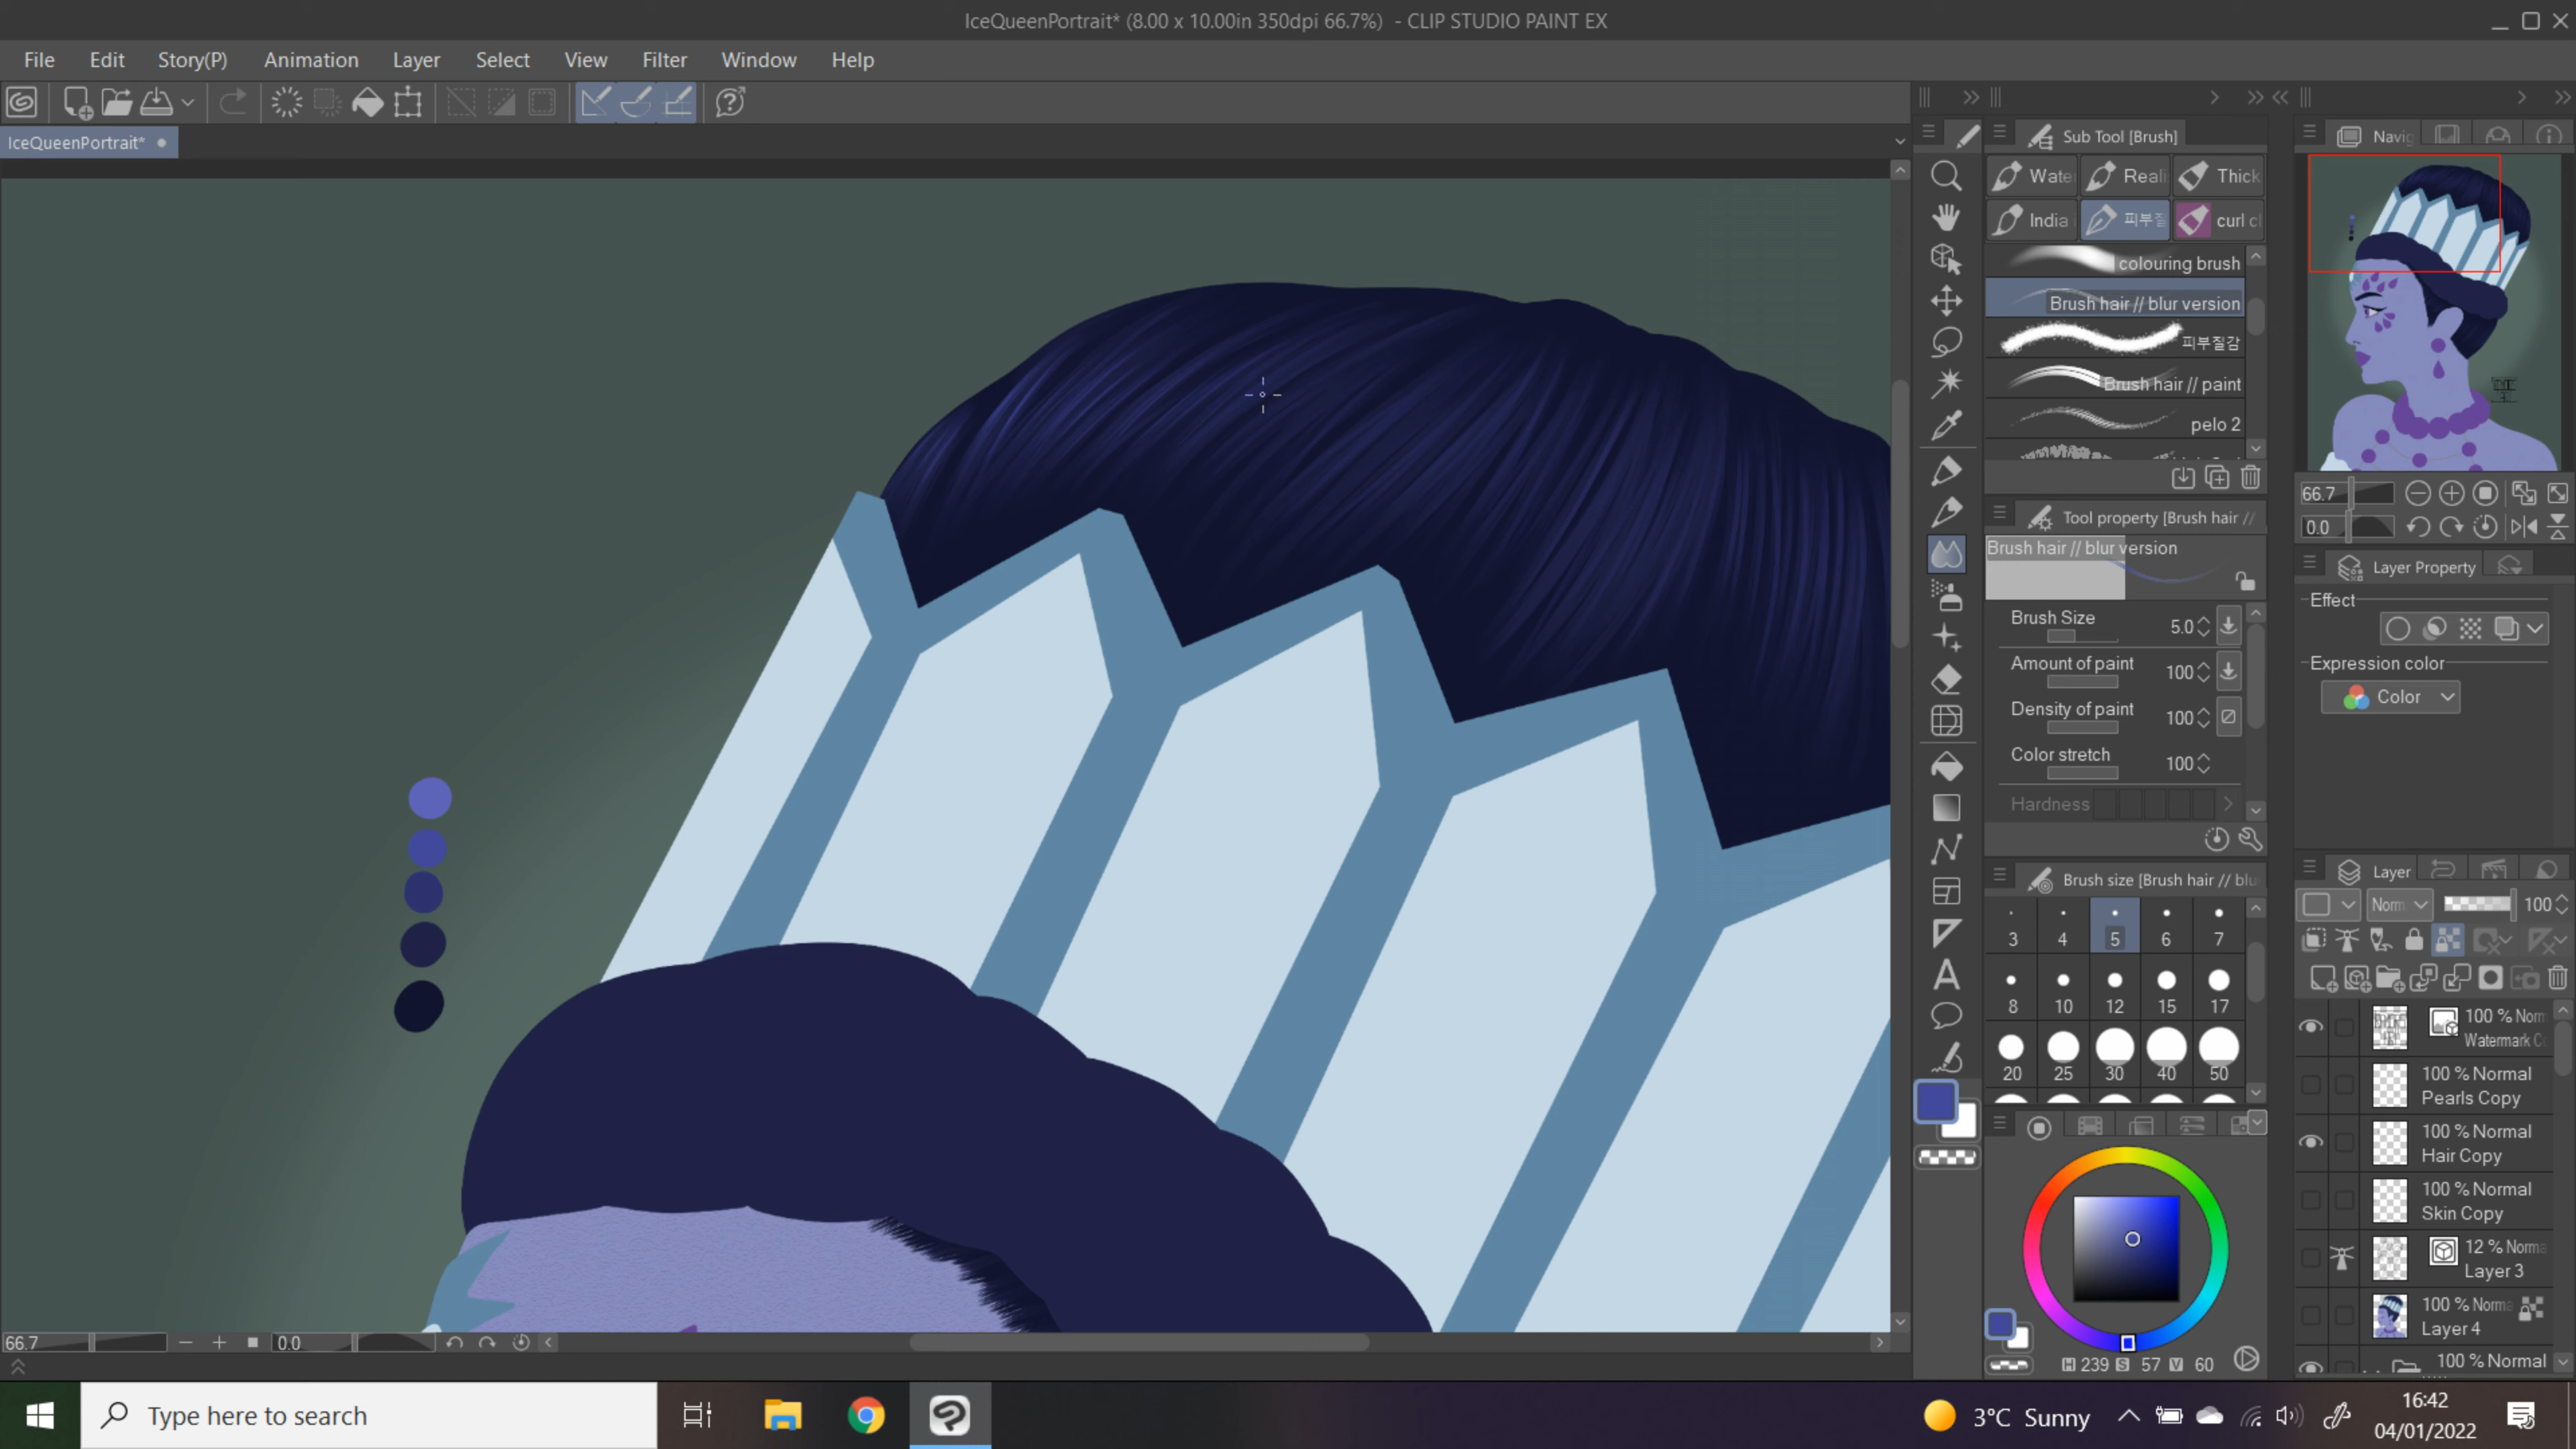 IceQueenPortrait* (8.00 x 10.00in 350dpi 66.7%) - CLIP STUDIO PAINT EX
File Edit Story(P) Animation Layer Select View Filter Window Help
IceQueenPortrait*
Sub Tool [Brush]
Wate Reali Thick
India 피부질 curl cl
colouring brush
Brush hair // blur version
피부질감
Brush hair // paint
pelo 2
Tool property [Brush hair //
Brush hair // blur version
Brush Size 5.0
Amount of paint 100
Density of paint 100
Color stretch 100
Hardness
Brush size [Brush hair // blu
3 4 5 6 7
8 10 12 15 17
20 25 30 40 50
H 239 S 57 V 60
Navig
66.7
0.0
Layer Property
Effect
Expression color
Color
Layer
Norm 100
100 % Norm
Watermark Co
100 % Normal
Pearls Copy
100 % Normal
Hair Copy
100 % Normal
Skin Copy
12 % Norma
Layer 3
100 % Norma
Layer 4
100 % Normal
66.7 0.0
Type here to search
3°C Sunny
16:42
04/01/2022